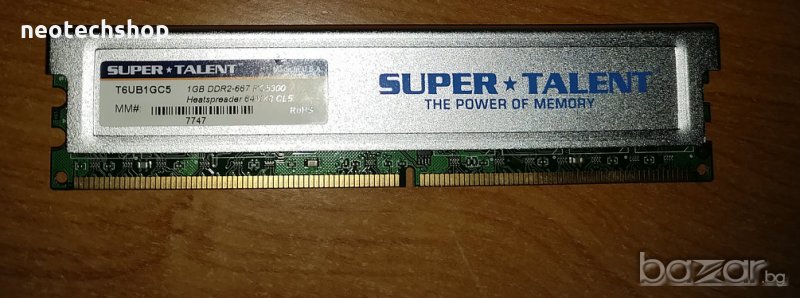 neotechshop
SUPER★TALENT
T6UB1GC5 1GB DDR2-667
Heatspreader CL5
MM#: RoHS
7747
SUPER★TALENT
THE POWER OF MEMORY
bazar.bg